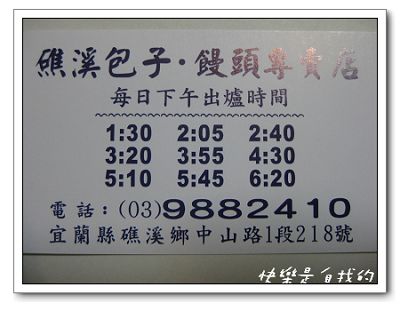 礁溪包子·饅頭專賣店
每日下午出爐時間
1:30 2:05 2:40
3:20 3:55 4:30
5:10 5:45 6:20
電話：(03)9882410
宜蘭縣礁溪鄉中山路1段218號
快樂是自找的